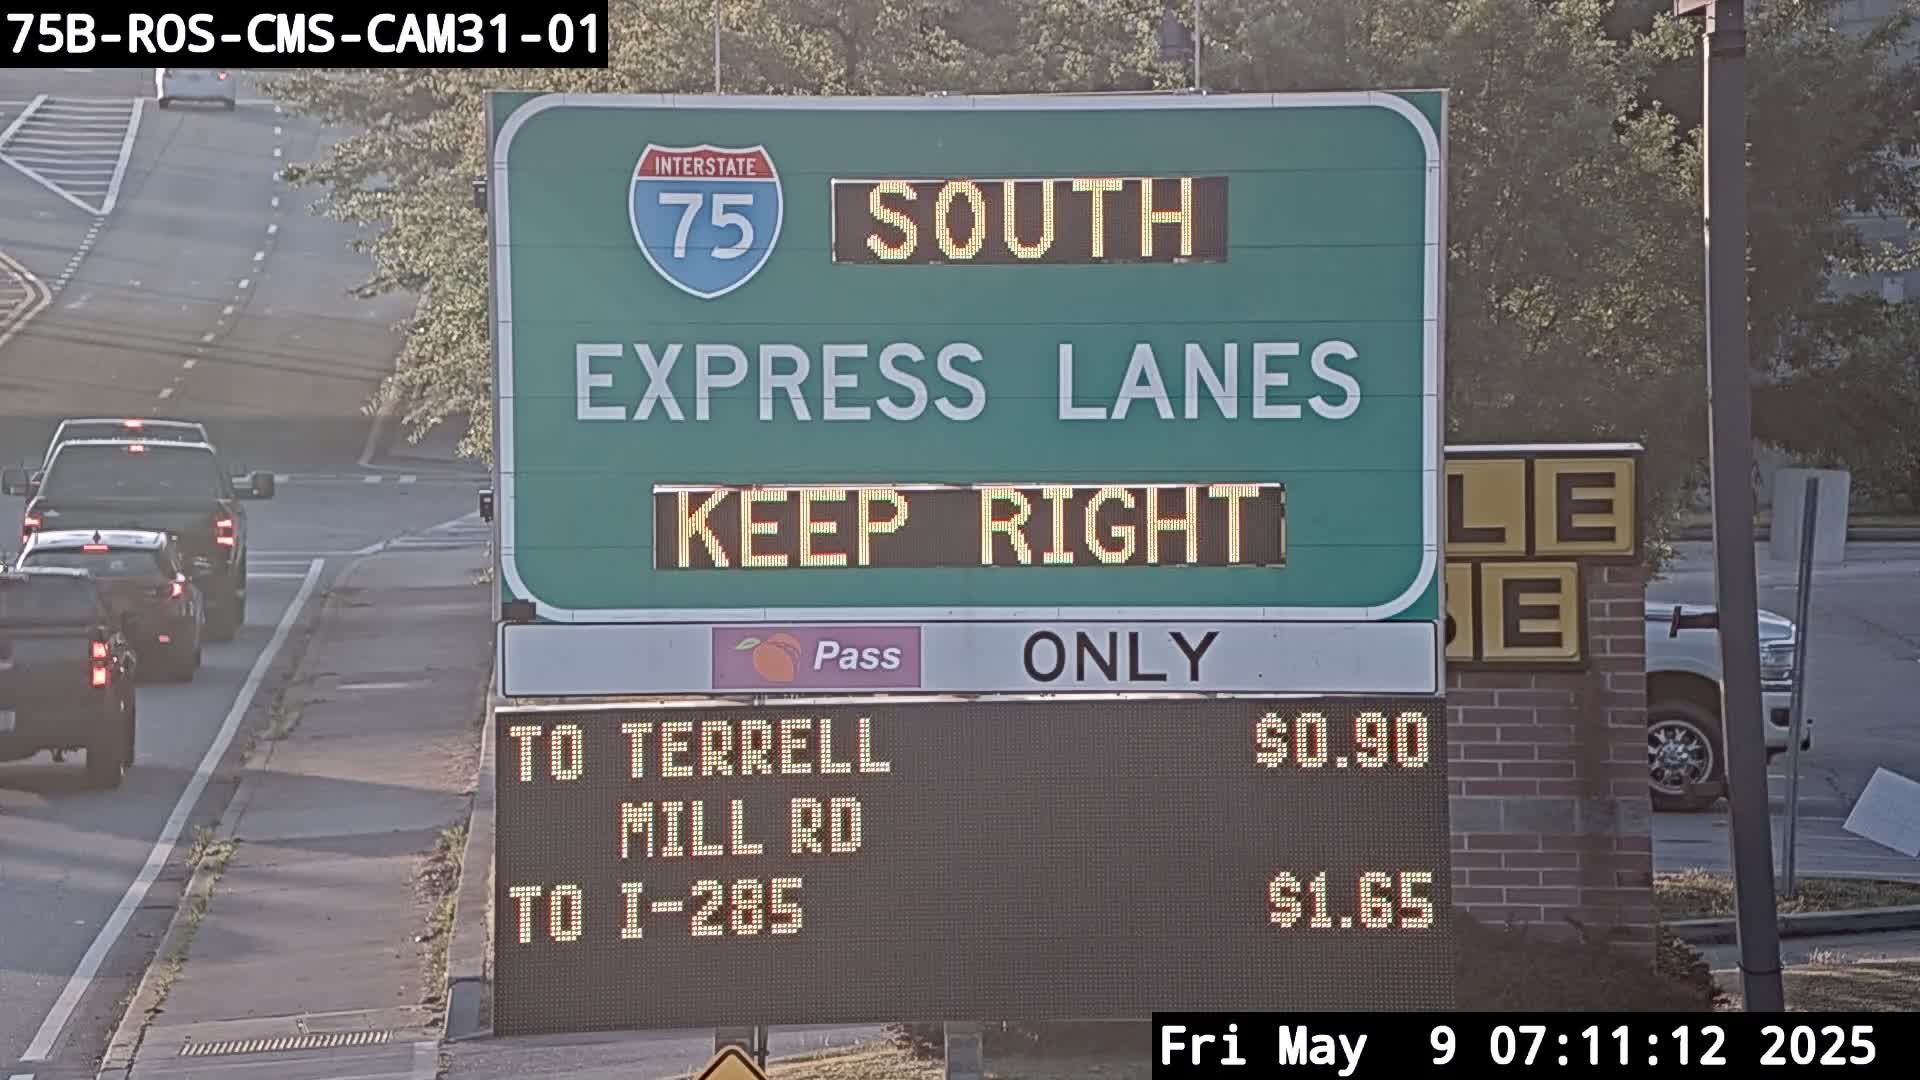 75B-ROS-CMS-CAM31-01
INTERSTATE
75
SOUTH
EXPRESS LANES
KEEP RIGHT
Pass ONLY
TO TERRELL $0.90
MILL RD
TO I-285 $1.65
LE
E
Fri May 9 07:11:12 2025